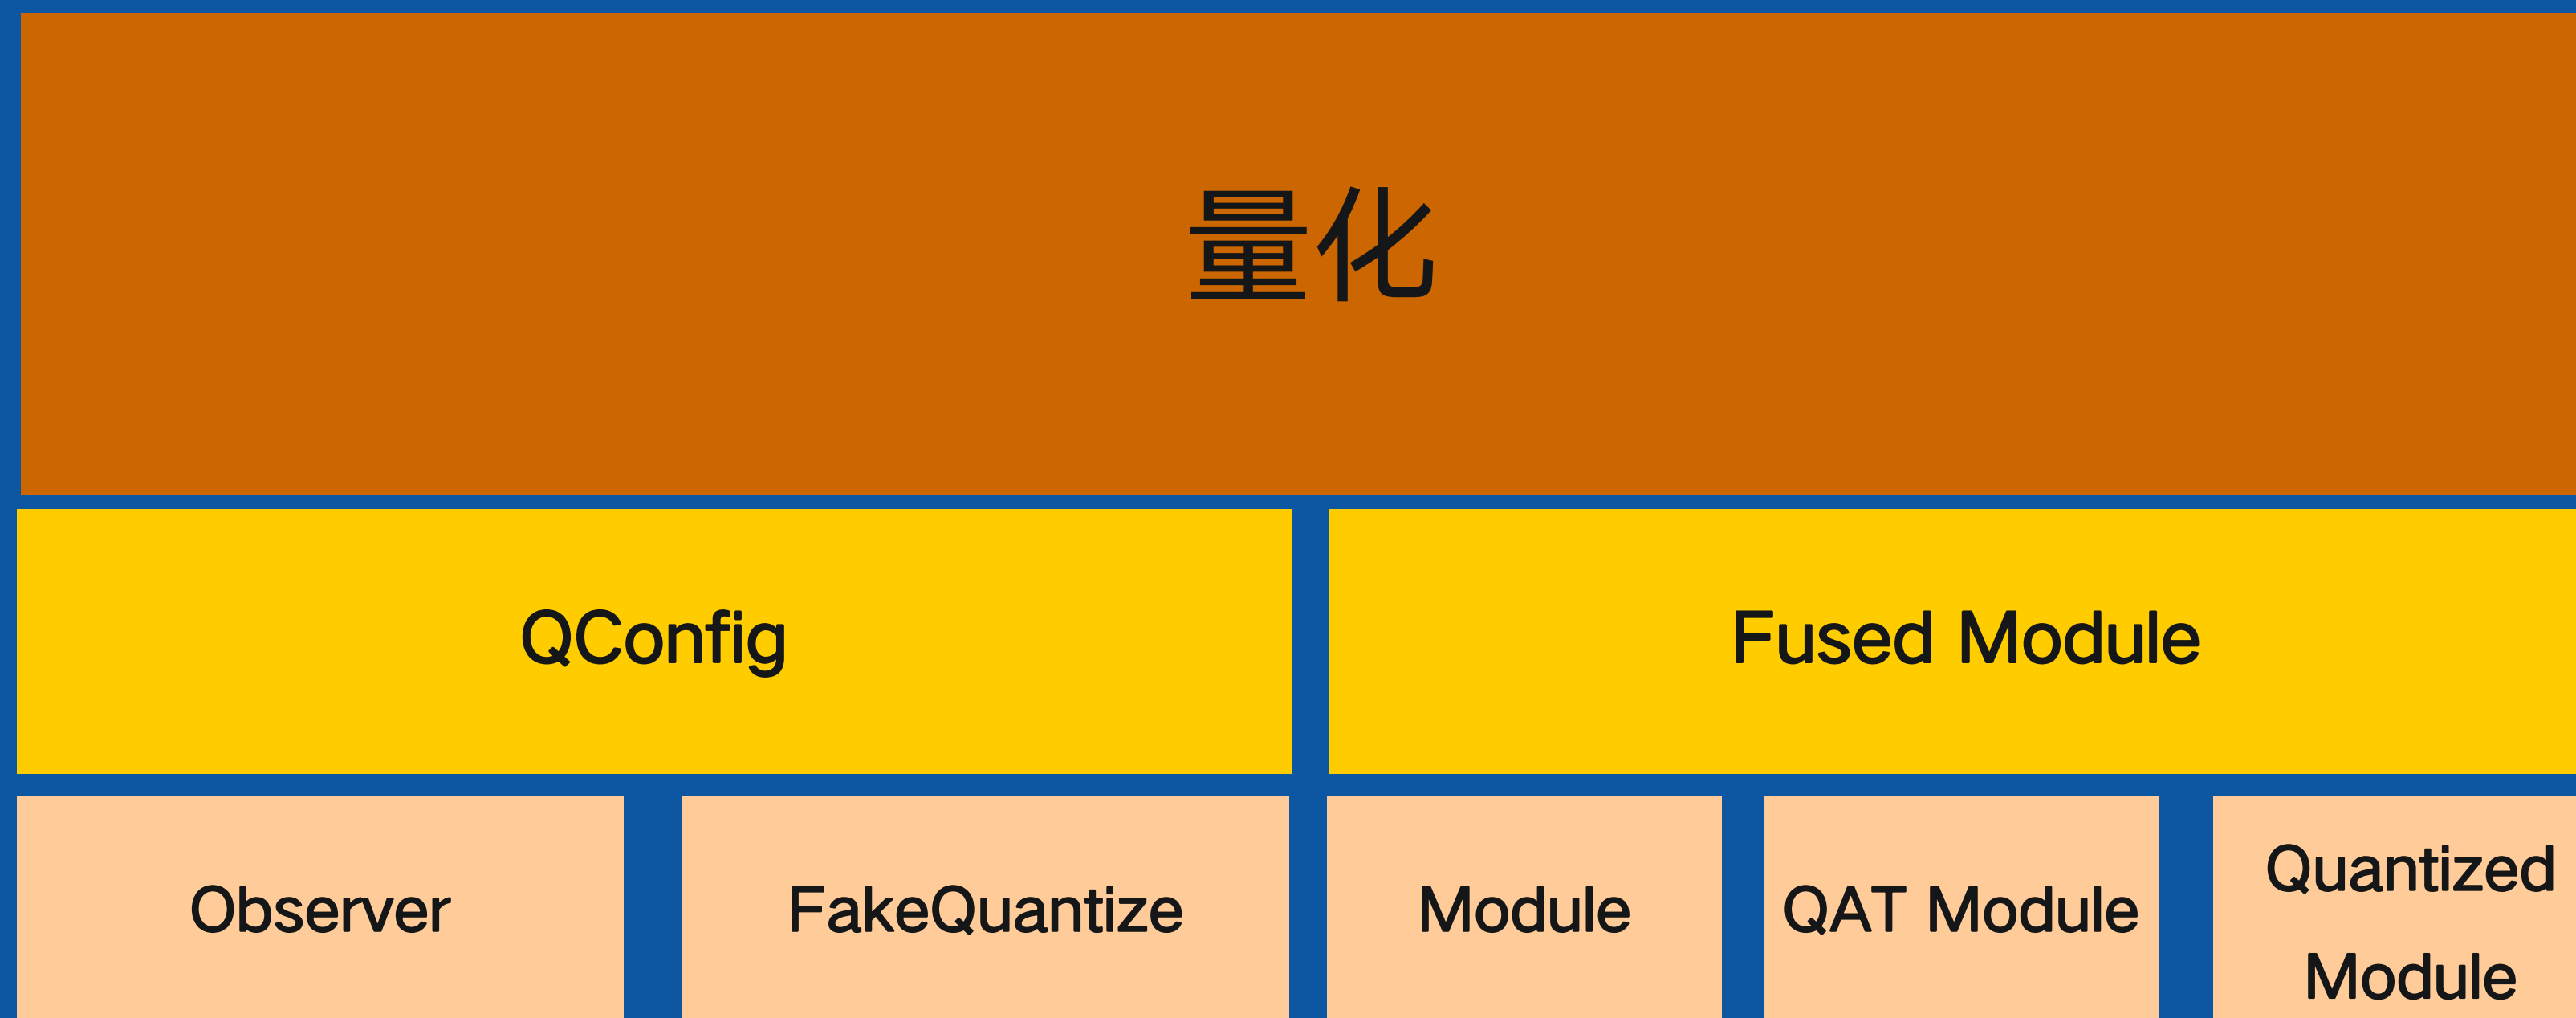 量化
QConfig
Fused Module
Observer
FakeQuantize
Module
QAT Module
Quantized
Module